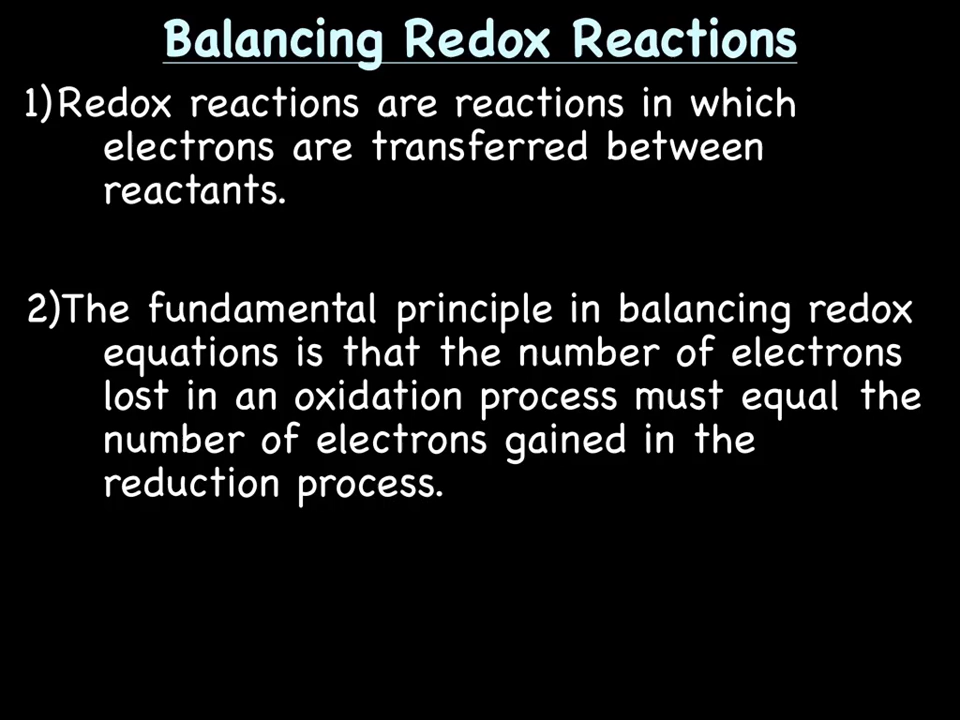 Balancing Redox Reactions
1)Redox reactions are reactions in which
electrons are transferred between
reactants.
2)The fundamental principle in balancing redox
equations is that the number of electrons
lost in an oxidation process must equal the
number of electrons gained in the
reduction process.